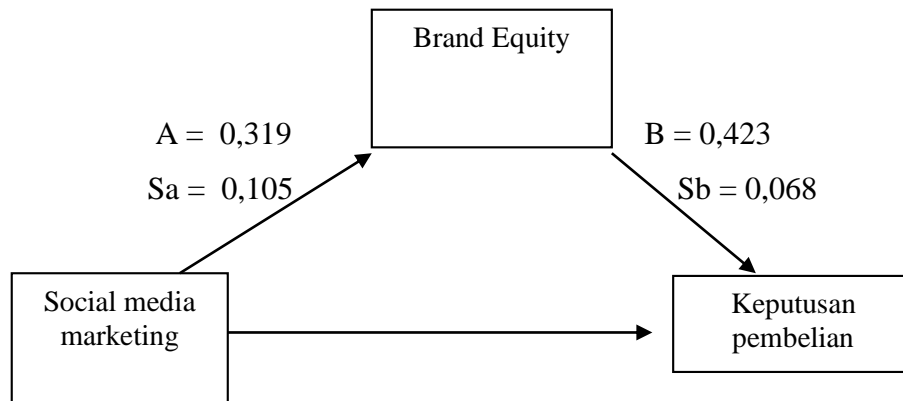 Brand Equity
A = 0,319
B = 0,423
Sa = 0,105
Sb = 0,068
Social media
marketing
Keputusan
pembelian